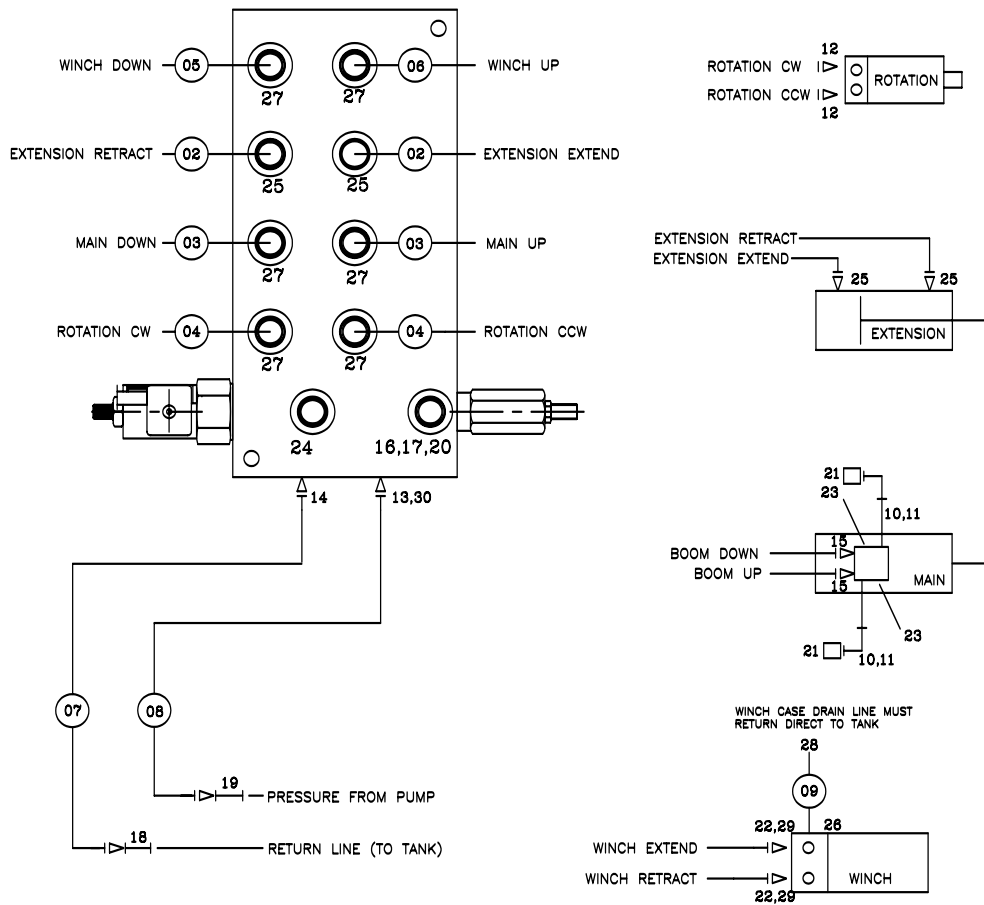 WINCH DOWN 05 06 WINCH UP
27 27
EXTENSION RETRACT 02 02 EXTENSION EXTEND
25 25
MAIN DOWN 03 03 MAIN UP
27 27
ROTATION CW 04 04 ROTATION CCW
27 27
24 16,17,20
14 13,30
07 08
19 PRESSURE FROM PUMP
18 RETURN LINE (TO TANK)
12
ROTATION CW
ROTATION
ROTATION CCW
12
EXTENSION RETRACT
EXTENSION EXTEND
25 25
EXTENSION
21
23
10,11
15
BOOM DOWN
BOOM UP
MAIN
15
23
21
10,11
WINCH CASE DRAIN LINE MUST
RETURN DIRECT TO TANK
28
09
22,29 26
WINCH EXTEND
WINCH RETRACT
WINCH
22,29